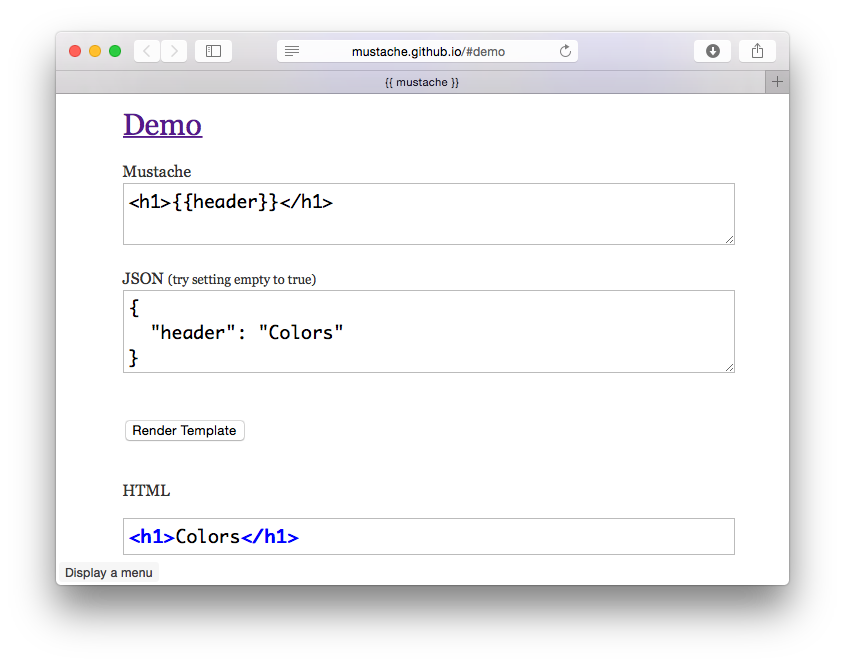 mustache.github.io/#demo
{{ mustache }}
Demo
Mustache
<h1>{{header}}</h1>
JSON (try setting empty to true)
{
  "header": "Colors"
}
Render Template
HTML
<h1>Colors</h1>
Display a menu